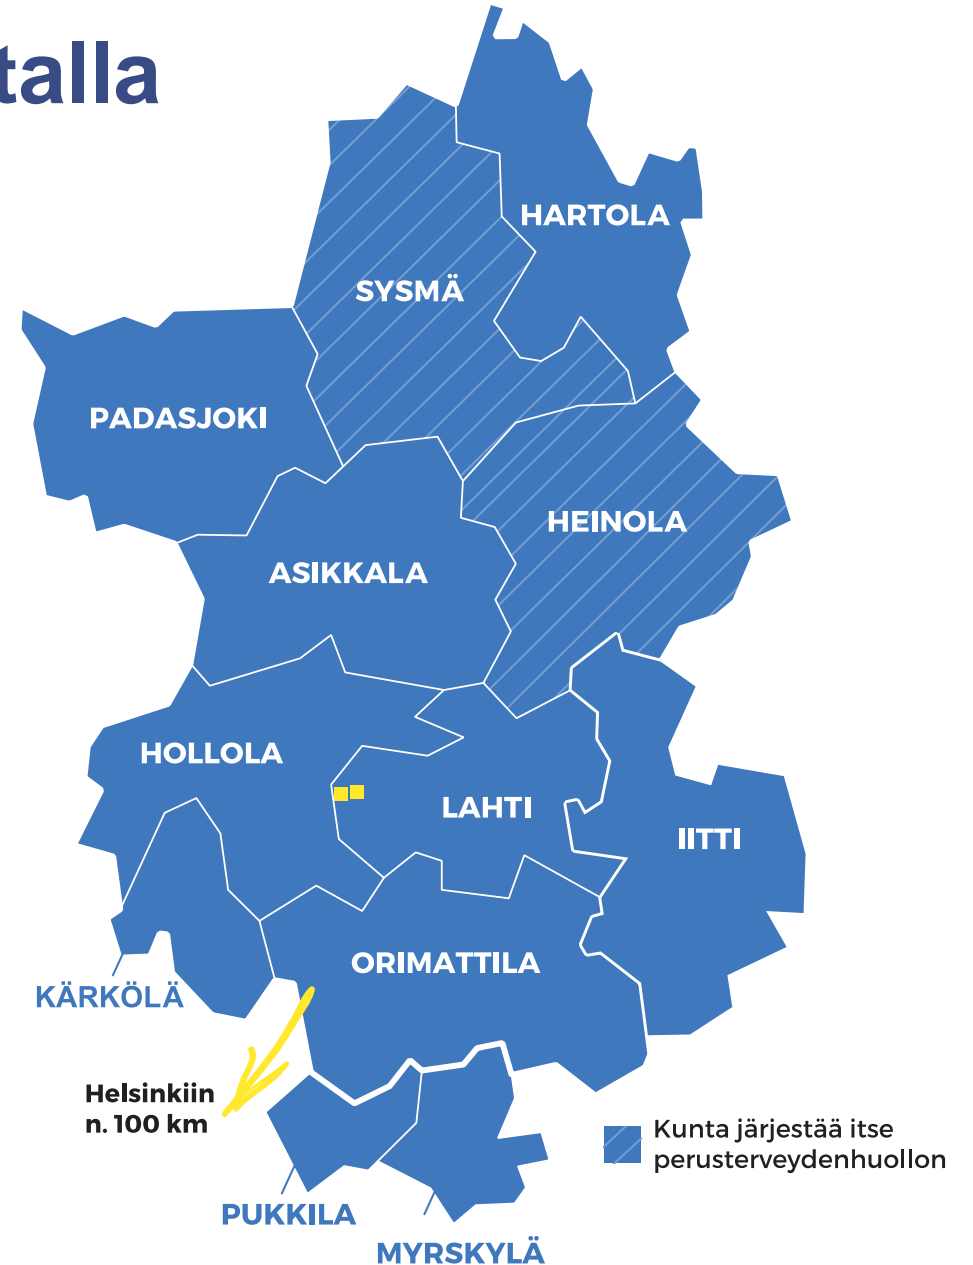 talla
HARTOLA
SYSMÄ
PADASJOKI
HEINOLA
ASIKKALA
HOLLOLA
LAHTI
IITTI
ORIMATTILA
KÄRKÖLÄ
Helsinkiin
n. 100 km
Kunta järjestää itse
perusterveydenhuollon
PUKKILA
MYRSKYLÄ